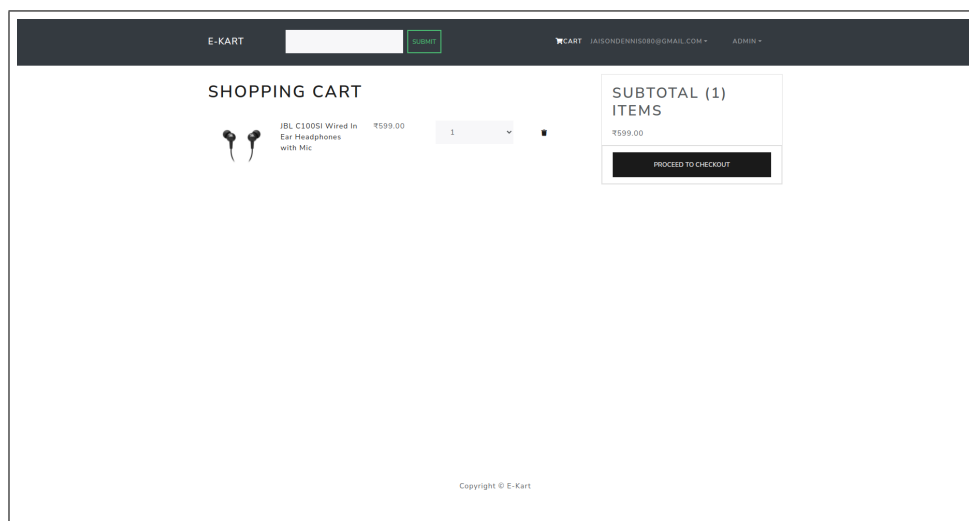 E-KART
SUBMIT
CART
JAISONDENNIS080@GMAIL.COM
ADMIN
SHOPPING CART
JBL C100SI Wired In
Ear Headphones
with Mic
₹599.00
1
SUBTOTAL (1)
ITEMS
₹599.00
PROCEED TO CHECKOUT
Copyright © E-Kart